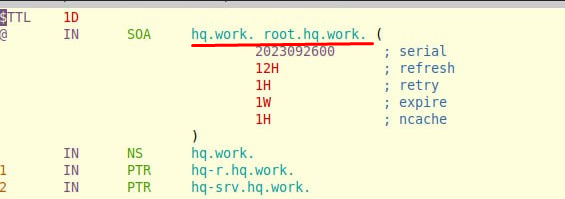 $TTL 1D
@ IN SOA hq.work. root.hq.work. (
2023092600 ; serial
12H ; refresh
1H ; retry
1W ; expire
1H ; ncache
)
IN NS hq.work.
1 IN PTR hq-r.hq.work.
2 IN PTR hq-srv.hq.work.